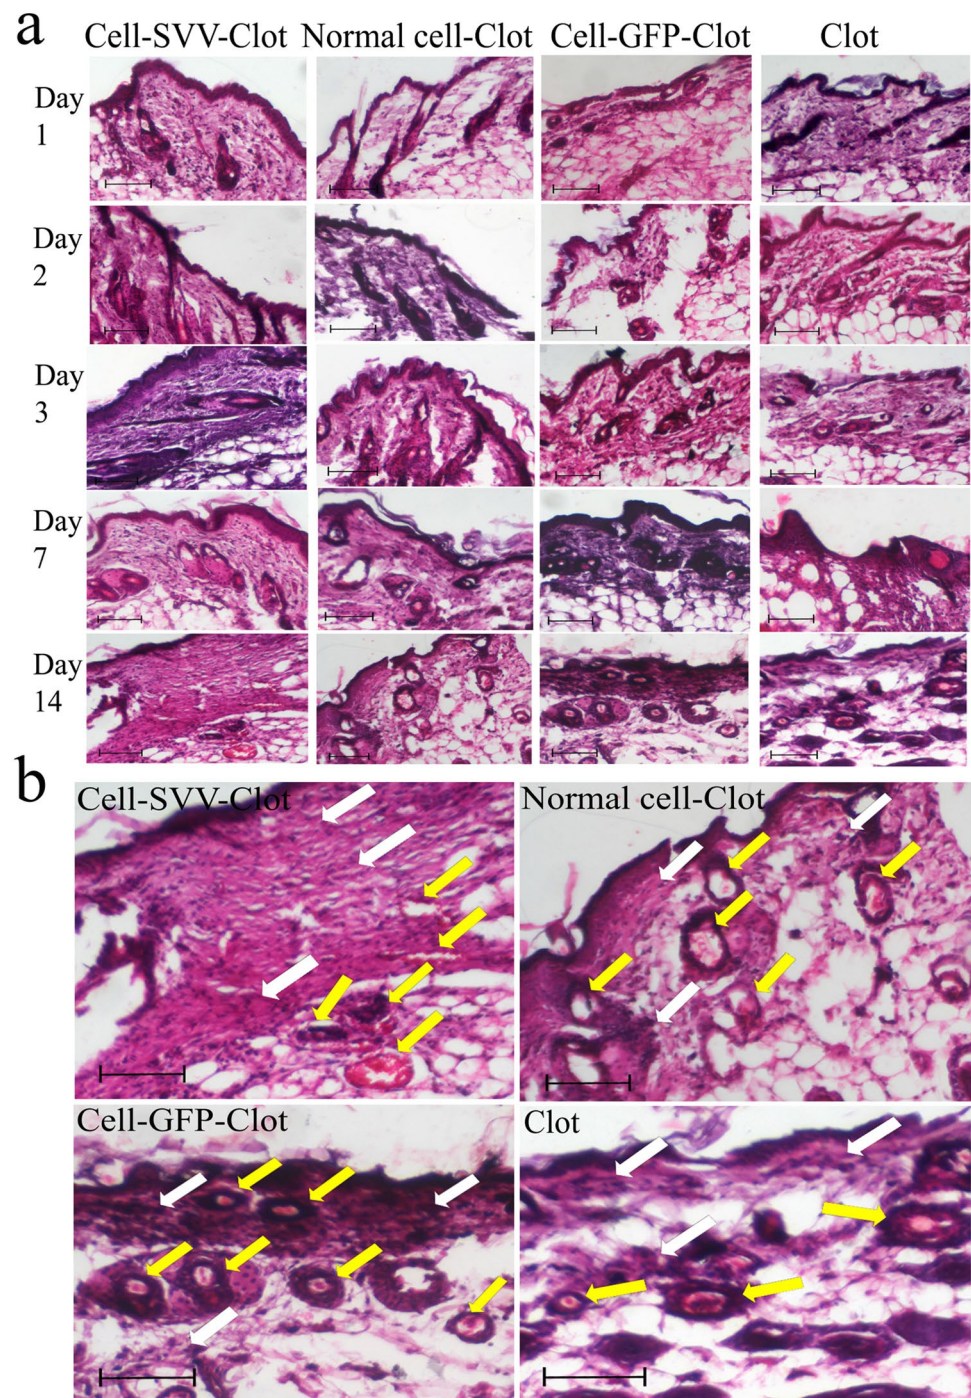 a
Cell-SVV-Clot Normal cell-Clot Cell-GFP-Clot Clot
Day
1
Day
2
Day
3
Day
7
Day
14
b
Cell-SVV-Clot
Normal cell-Clot
Cell-GFP-Clot
Clot